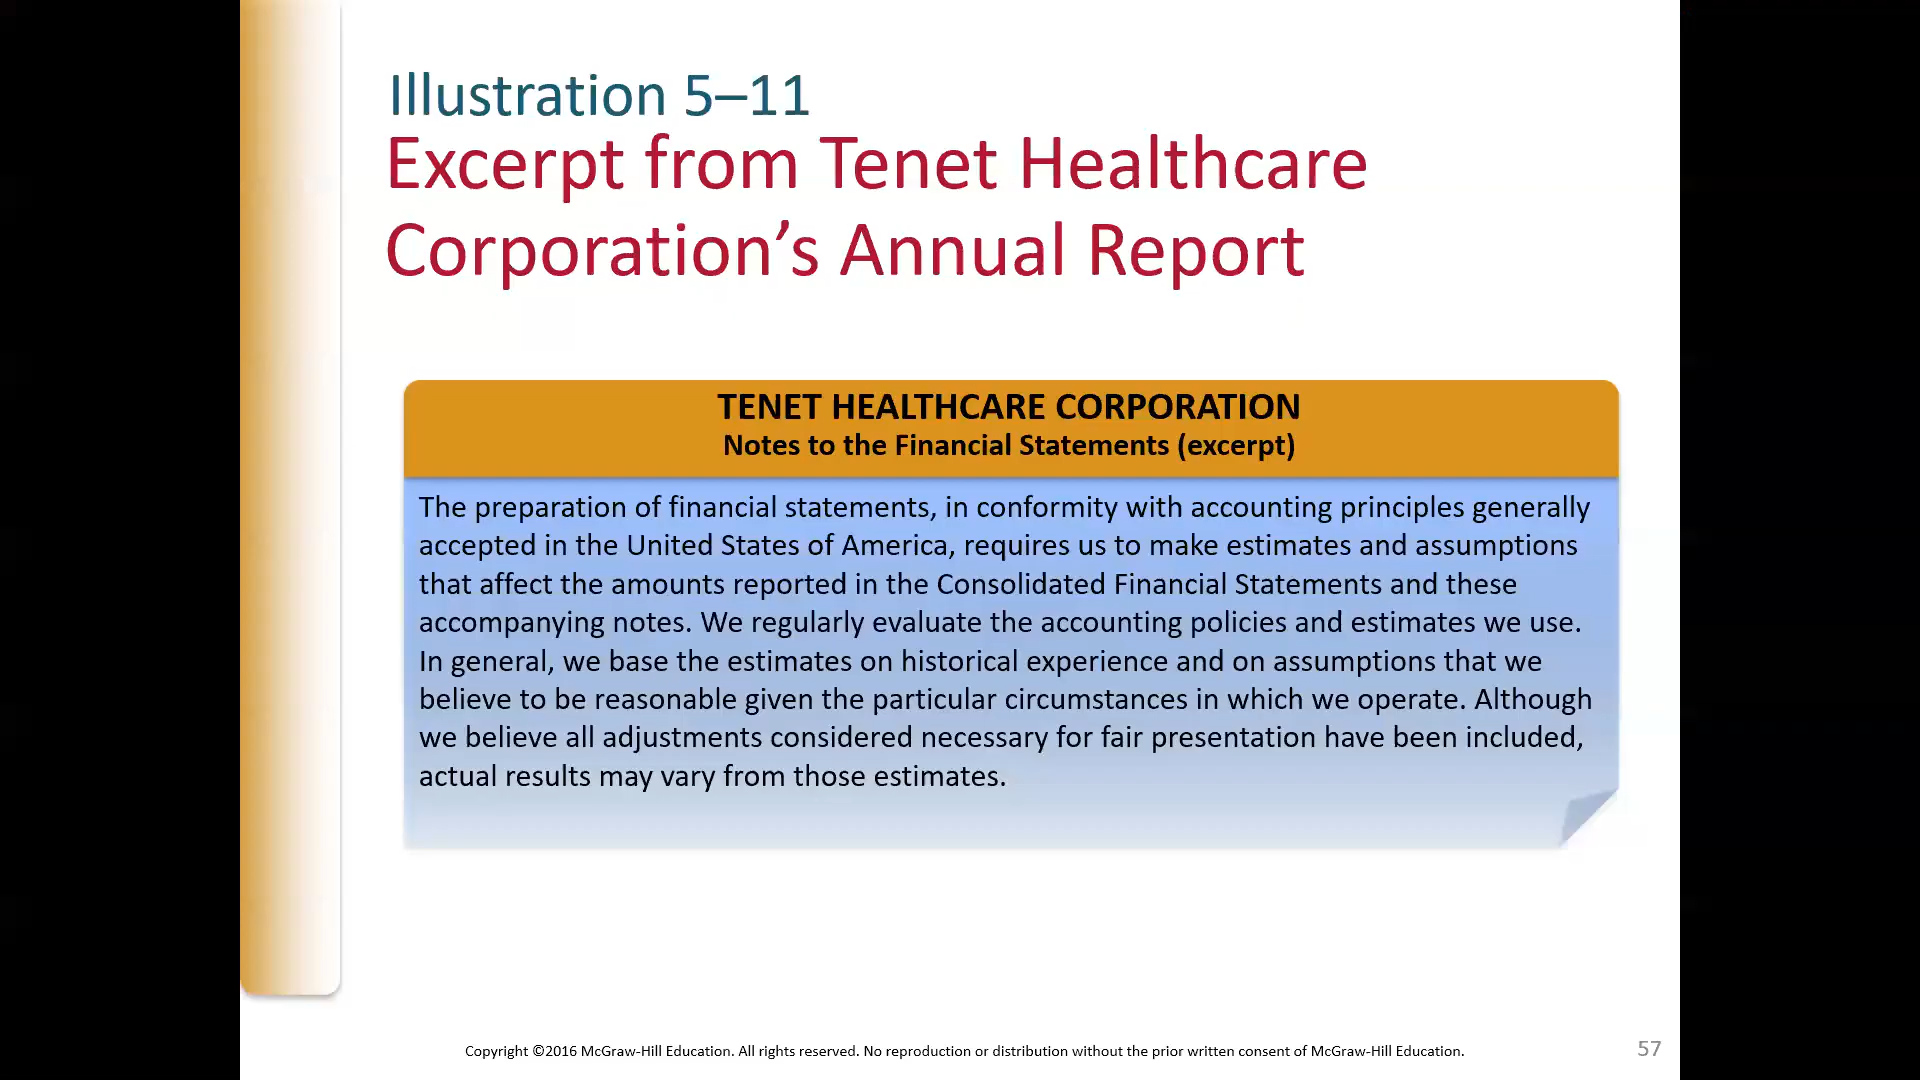 Illustration 5–11
Excerpt from Tenet Healthcare
Corporation’s Annual Report
TENET HEALTHCARE CORPORATION
Notes to the Financial Statements (excerpt)
The preparation of financial statements, in conformity with accounting principles generally
accepted in the United States of America, requires us to make estimates and assumptions
that affect the amounts reported in the Consolidated Financial Statements and these
accompanying notes. We regularly evaluate the accounting policies and estimates we use.
In general, we base the estimates on historical experience and on assumptions that we
believe to be reasonable given the particular circumstances in which we operate. Although
we believe all adjustments considered necessary for fair presentation have been included,
actual results may vary from those estimates.
Copyright ©2016 McGraw-Hill Education. All rights reserved. No reproduction or distribution without the prior written consent of McGraw-Hill Education.
57